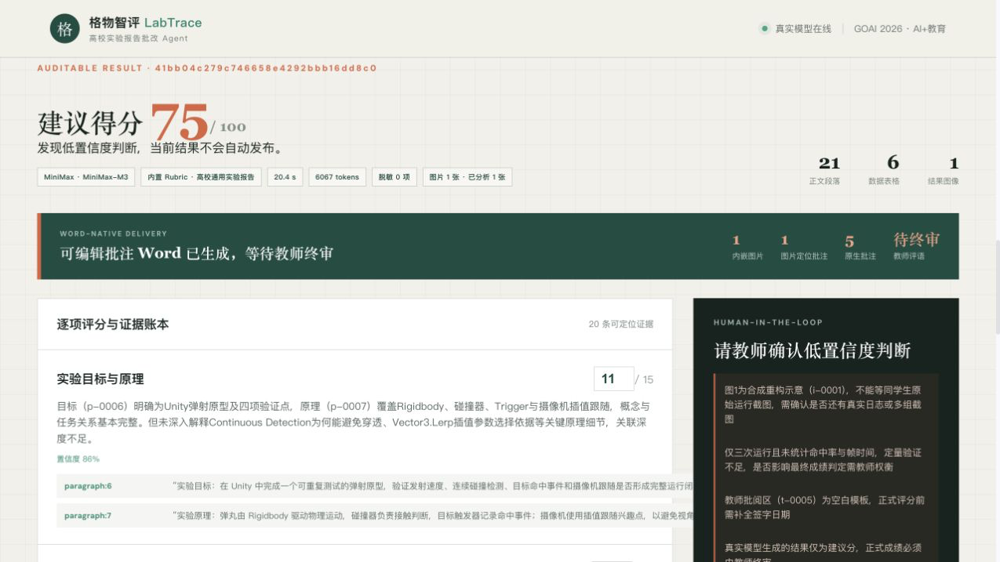 格
格物智评 LabTrace
高校实验报告批改 Agent
真实模型在线
GOAI 2026 · AI+教育
AUDITABLE RESULT · 41bb04c279c746658e4292bbb16dd8c0
建议得分 75 / 100
发现低置信度判断，当前结果不会自动发布。
MiniMax · MiniMax-M3
内置 Rubric · 高校通用实验报告
20.4 s
6067 tokens
脱敏 0 项
图片 1 张 · 已分析 1 张
21
正文段落
6
数据表格
1
结果图像
WORD-NATIVE DELIVERY
可编辑批注 Word 已生成，等待教师终审
1
内嵌图片
1
图片定位批注
5
原生批注
待终审
教师评语
逐项评分与证据账本
20 条可定位证据
实验目标与原理
11 / 15
目标（p-0006）明确为Unity弹射原型及四项验证点，原理（p-0007）覆盖Rigidbody、碰撞器、Trigger与摄像机插值跟随，概念与
任务关系基本完整。但未深入解释Continuous Detection为何能避免穿透、Vector3.Lerp插值参数选择依据等关键原理细节，关联深
度不足。
置信度 86%
paragraph:6
“实验目标：在 Unity 中完成一个可重复测试的弹射原型，验证发射速度、连续碰撞检测、目标命中事件和摄像机跟随是否形成完整运行闭
paragraph:7
“实验原理：弹丸由 Rigidbody 驱动物理运动，碰撞器负责接触判断，目标触发器记录命中事件；摄像机使用插值跟随兴趣点，以避免视角
HUMAN-IN-THE-LOOP
请教师确认低置信度判断
图1为合成重构示意（i-0001），不能等同学生原
始运行截图，需确认是否还有真实日志或多组截
图
仅三次运行且未统计命中率与帧时间，定量验证
不足，是否影响最终成绩判定需教师权衡
教师批阅区（t-0005）为空白模板，正式评分前
需补全签字日期
真实模型生成的结果仅为建议分，正式成绩必须
由教师终审